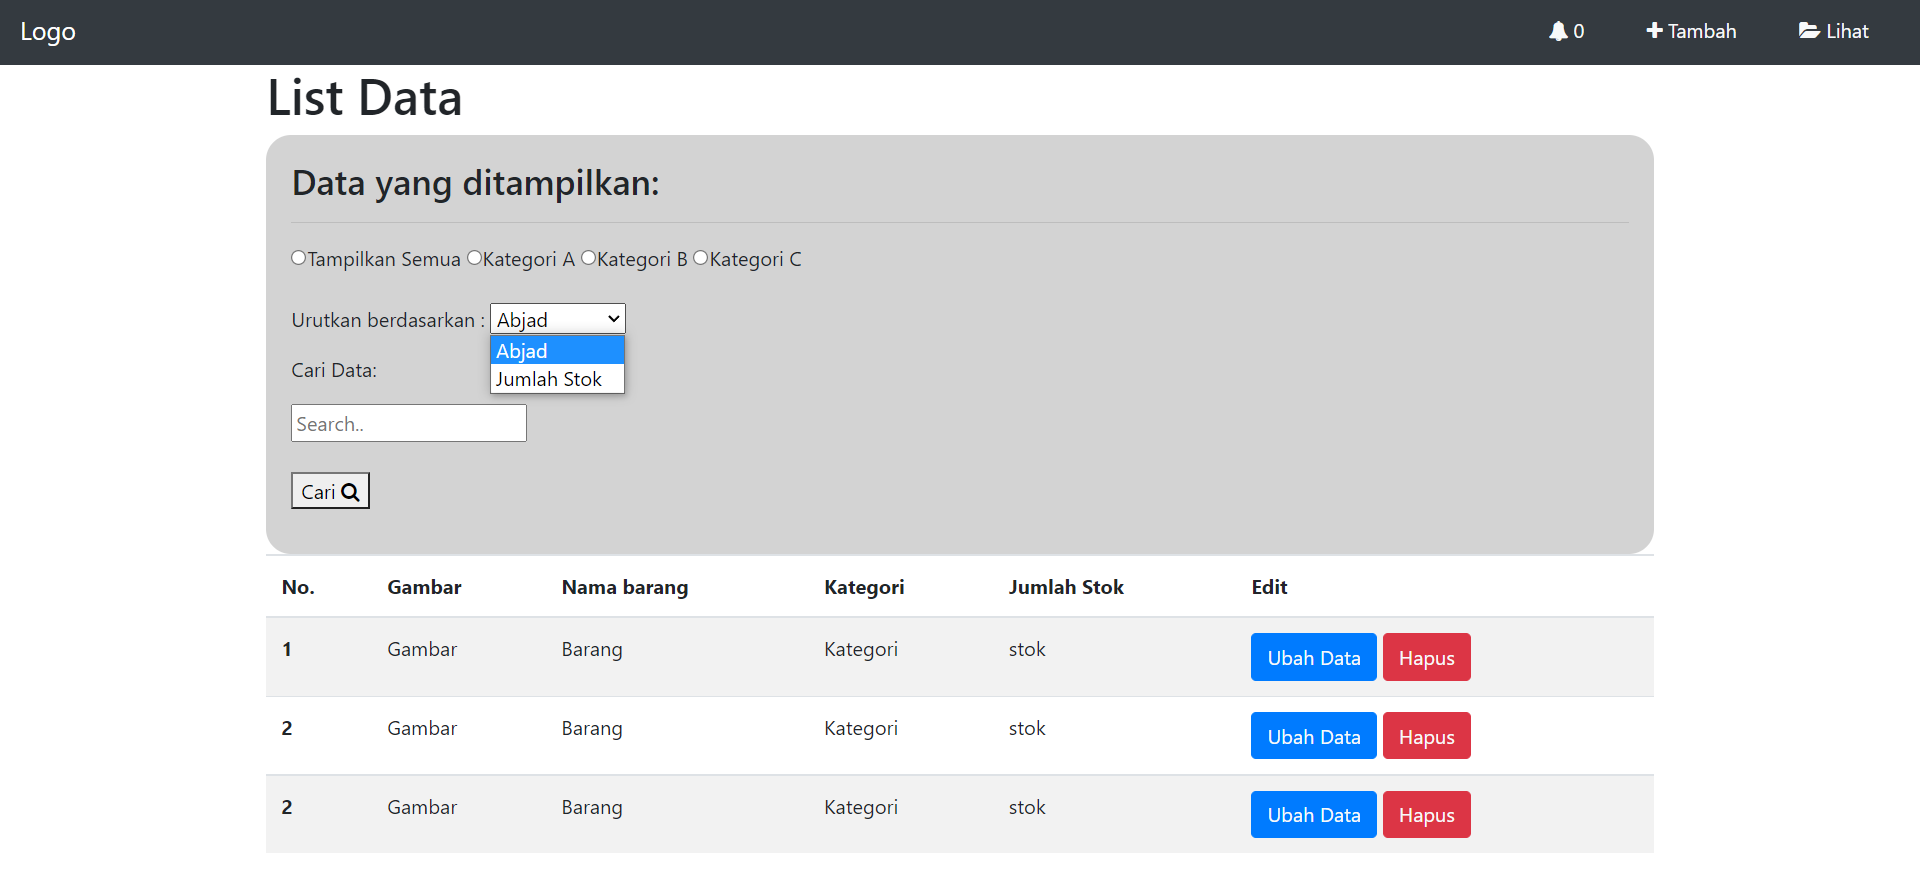 Logo 0 Tambah Lihat
List Data
Data yang ditampilkan:
Tampilkan Semua Kategori A Kategori B Kategori C
Urutkan berdasarkan : Abjad
Abjad
Jumlah Stok
Cari Data:
Search..
Cari
No. Gambar Nama barang Kategori Jumlah Stok Edit
1 Gambar Barang Kategori stok Ubah Data Hapus
2 Gambar Barang Kategori stok Ubah Data Hapus
2 Gambar Barang Kategori stok Ubah Data Hapus